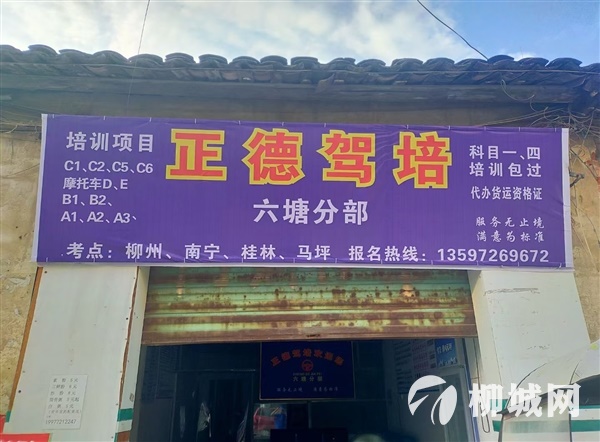 培训项目
C1、C2、C5、C6
摩托车D、E
B1、B2、
A1、A2、A3、
正德驾培
六塘分部
科目一、四
培训包过
代办货运资格证
服务无止境
满意为标准
考点：柳州、南宁、桂林、马坪 报名热线：13597269672
六塘分部
柳城网